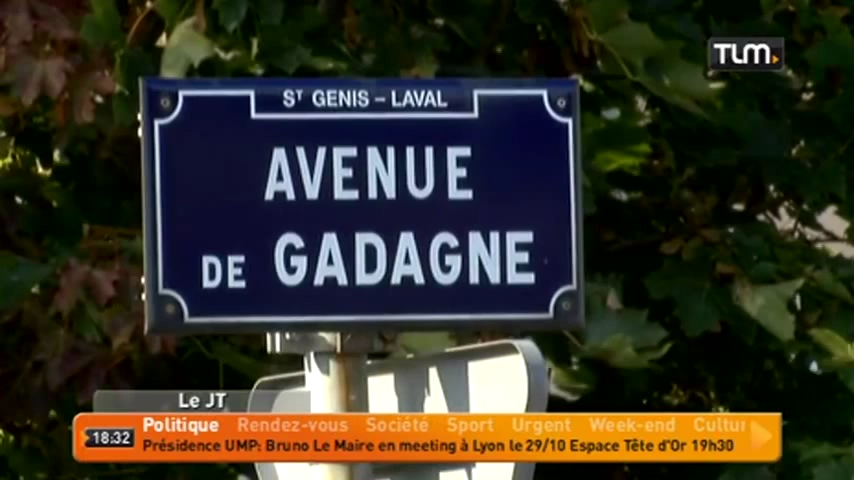 TLM
ST GENIS – LAVAL
AVENUE
DE GADAGNE
Le JT
18:32 Politique Rendez-vous Société Sport Urgent Week-end Cultur
Présidence UMP: Bruno Le Maire en meeting à Lyon le 29/10 Espace Tête d'Or 19h30